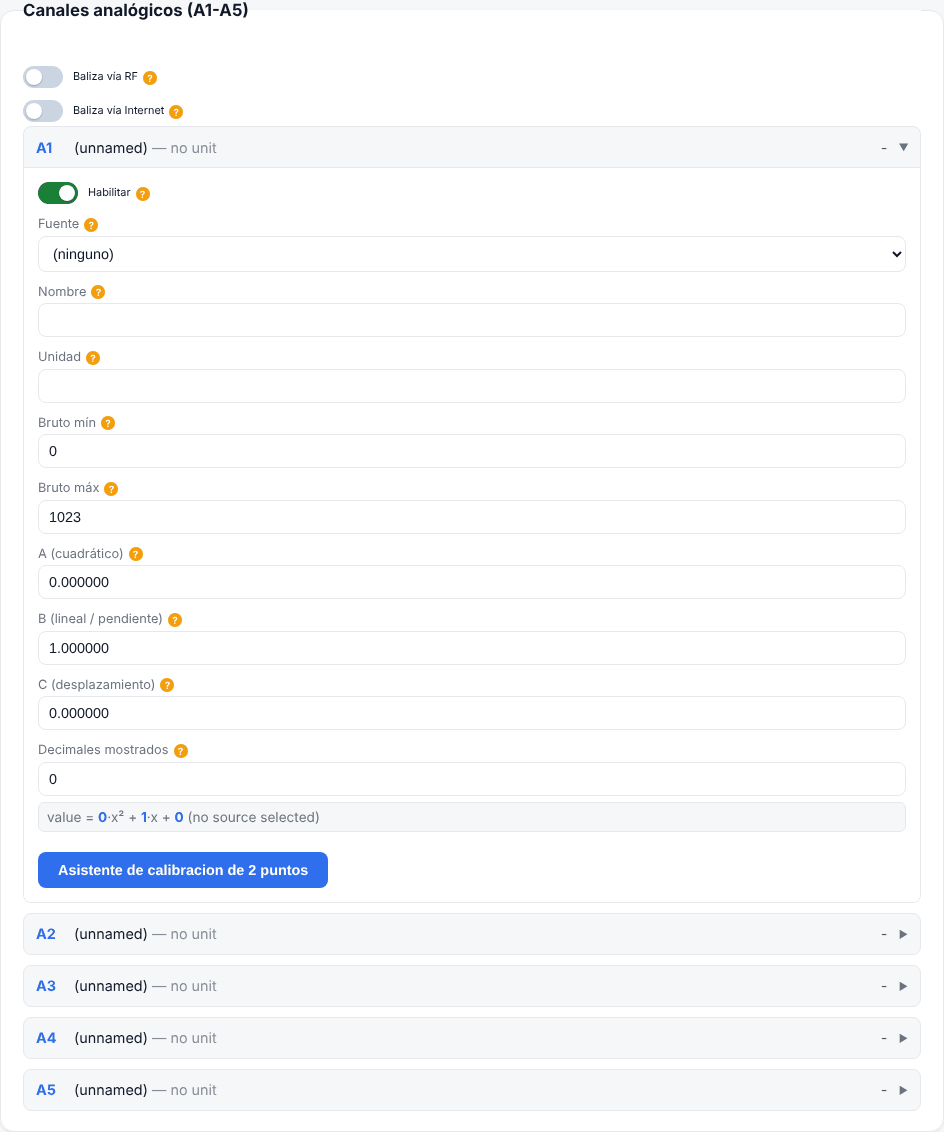 Canales analógicos (A1-A5)
Baliza vía RF ?
Baliza vía Internet ?
A1 (unnamed) — no unit - ▼
Habilitar ?
Fuente ?
(ninguno)
Nombre ?
Unidad ?
Bruto mín ?
0
Bruto máx ?
1023
A (cuadrático) ?
0.000000
B (lineal / pendiente) ?
1.000000
C (desplazamiento) ?
0.000000
Decimales mostrados ?
0
value = 0·x² + 1·x + 0 (no source selected)
Asistente de calibracion de 2 puntos
A2 (unnamed) — no unit - ▶
A3 (unnamed) — no unit - ▶
A4 (unnamed) — no unit - ▶
A5 (unnamed) — no unit - ▶